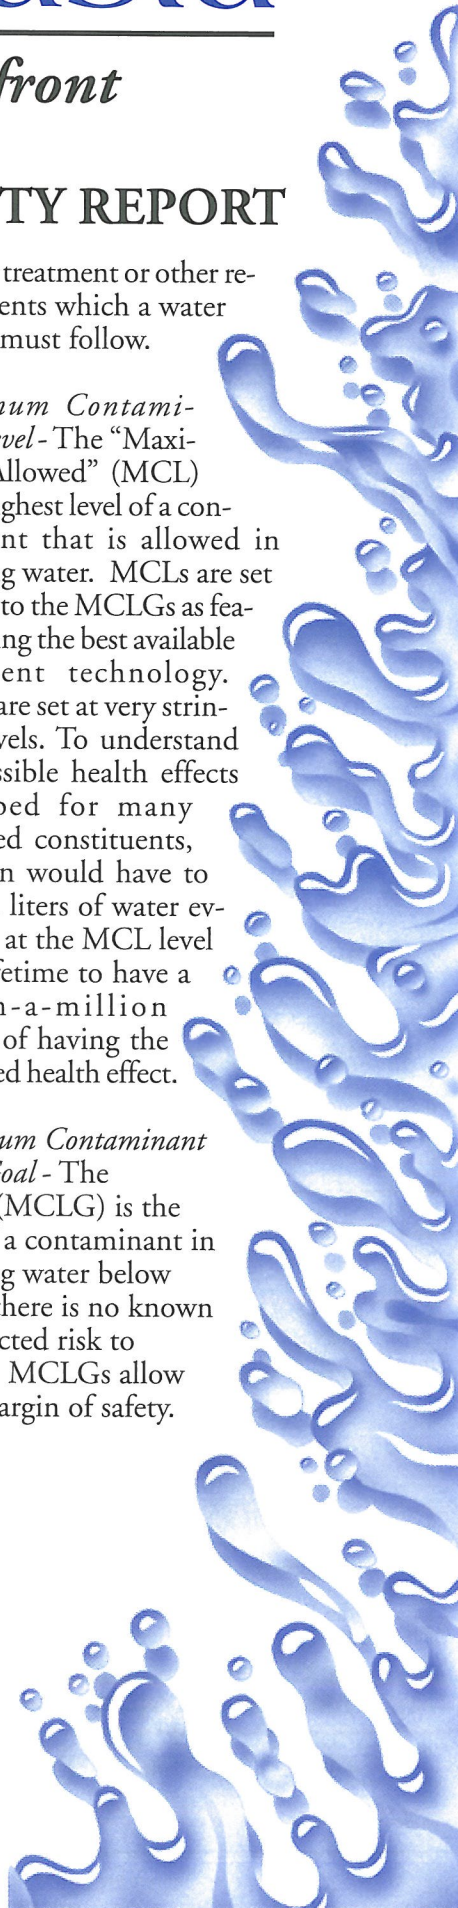 front
TY REPORT
treatment or other re-
ents which a water
must follow.
num Contami-
vel - The “Maxi-
Allowed” (MCL)
ghest level of a con-
nt that is allowed in
g water. MCLs are set
to the MCLGs as fea-
ing the best available
ent technology.
are set at very strin-
vels. To understand
ssible health effects
bed for many
ed constituents,
n would have to
liters of water ev-
at the MCL level
fetime to have a
n-a-million
of having the
ed health effect.
um Contaminant
Goal - The
(MCLG) is the
a contaminant in
g water below
there is no known
cted risk to
MCLGs allow
argin of safety.